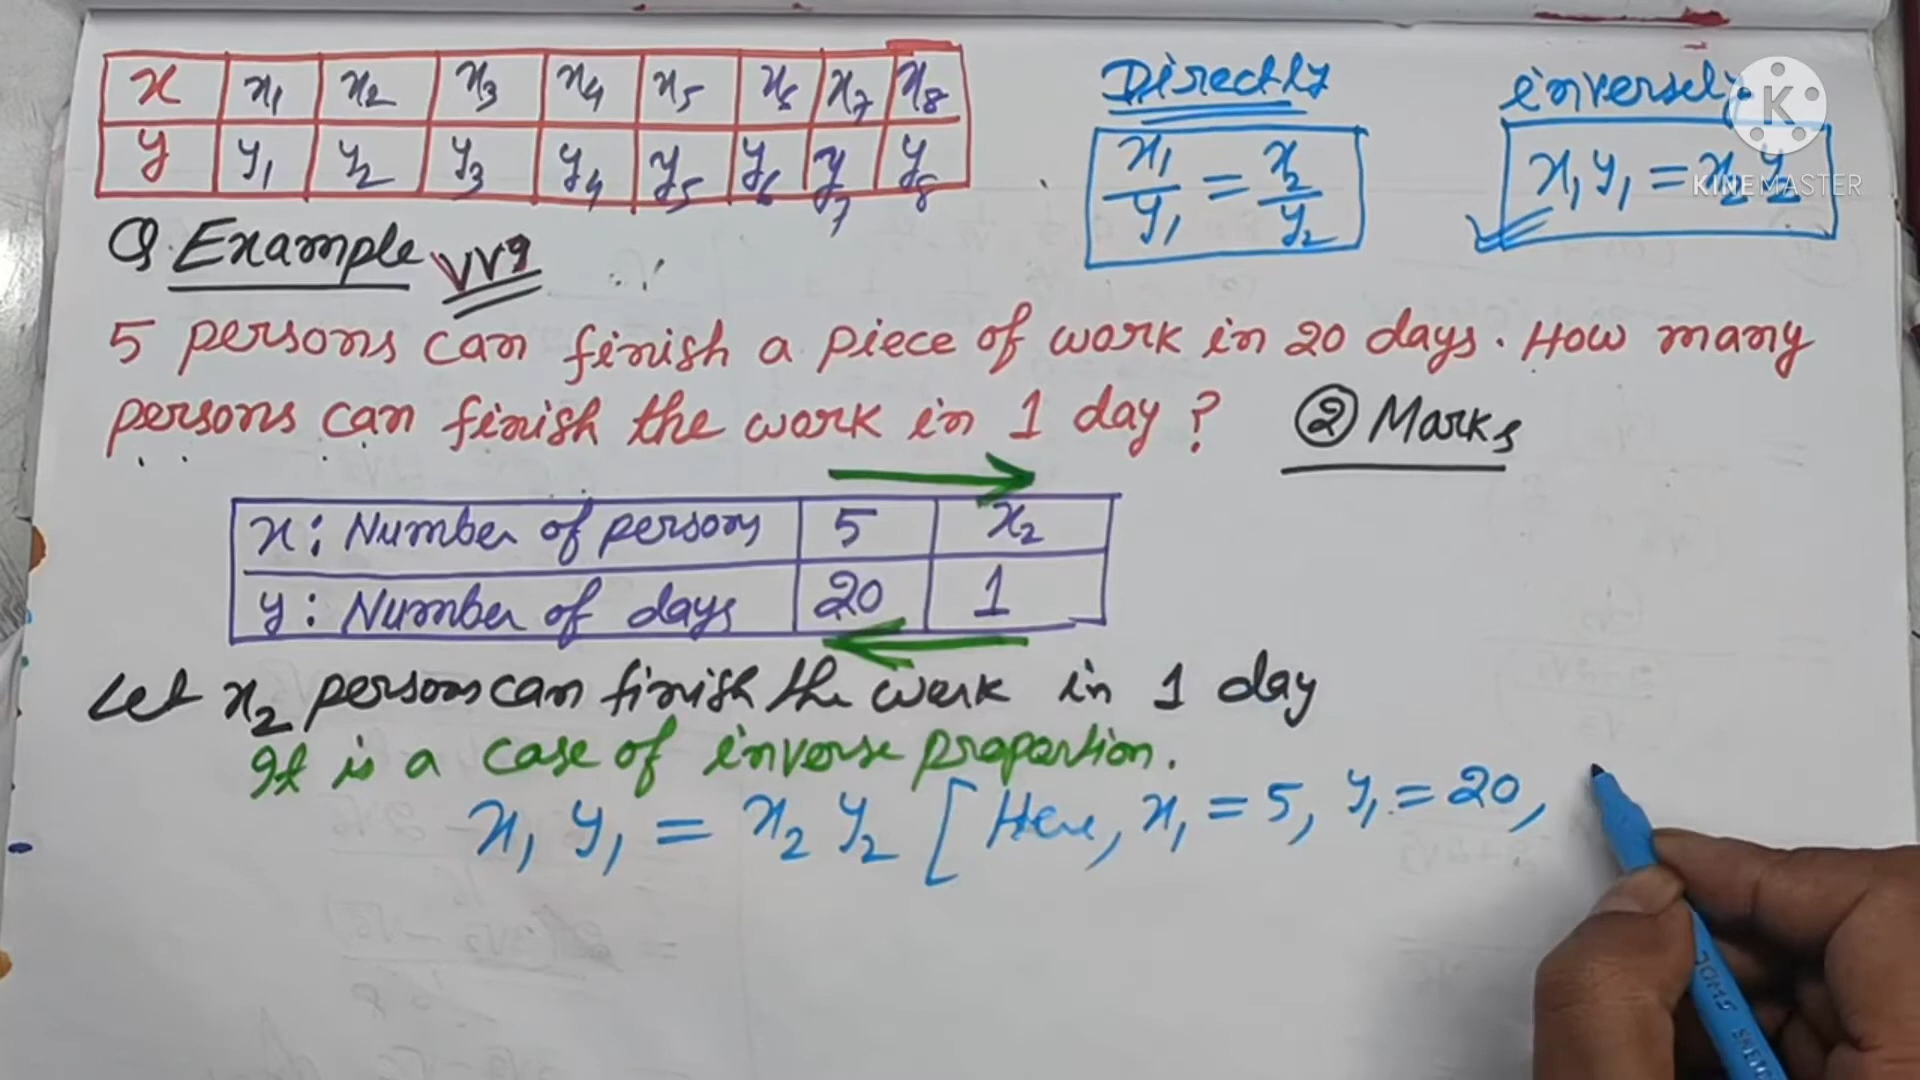 x x₁ x₂ x₃ x₄ x₅ x₆ x₇ x₈
y y₁ y₂ y₃ y₄ y₅ y₆ y₇ y₈
Directly
x₁/y₁ = x₂/y₂
inversely
x₁y₁ = x₂y₂
K
KINEMASTER
Q. Example VVI
5 persons can finish a piece of work in 20 days. How many
persons can finish the work in 1 day? ② Marks
x: Number of persons 5 x₂
y: Number of days 20 1
Let x₂ persons can finish the work in 1 day
It is a case of inverse proportion.
x₁ y₁ = x₂ y₂ [Here, x₁ = 5, y₁ = 20,